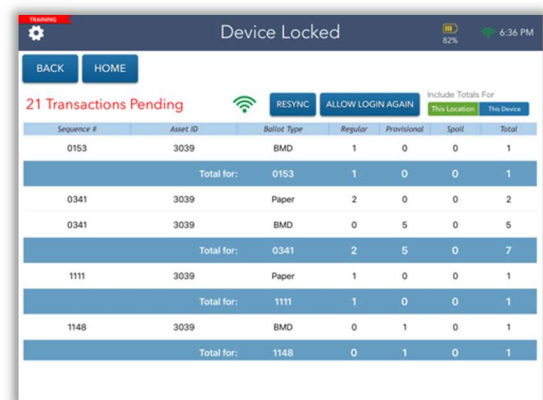 TRAINING
Device Locked
82%
6:36 PM
BACK HOME
21 Transactions Pending RESYNC ALLOW LOGIN AGAIN
Include Totals For
This Location This Device
Sequence # Asset ID Ballot Type Regular Provisional Spoil Total
0153 3039 BMD 1 0 0 1
Total for: 0153 1 0 0 1
0341 3039 Paper 2 0 0 2
0341 3039 BMD 0 5 0 5
Total for: 0341 2 5 0 7
1111 3039 Paper 1 0 0 1
Total for: 1111 1 0 0 1
1148 3039 BMD 0 1 0 1
Total for: 1148 0 1 0 1